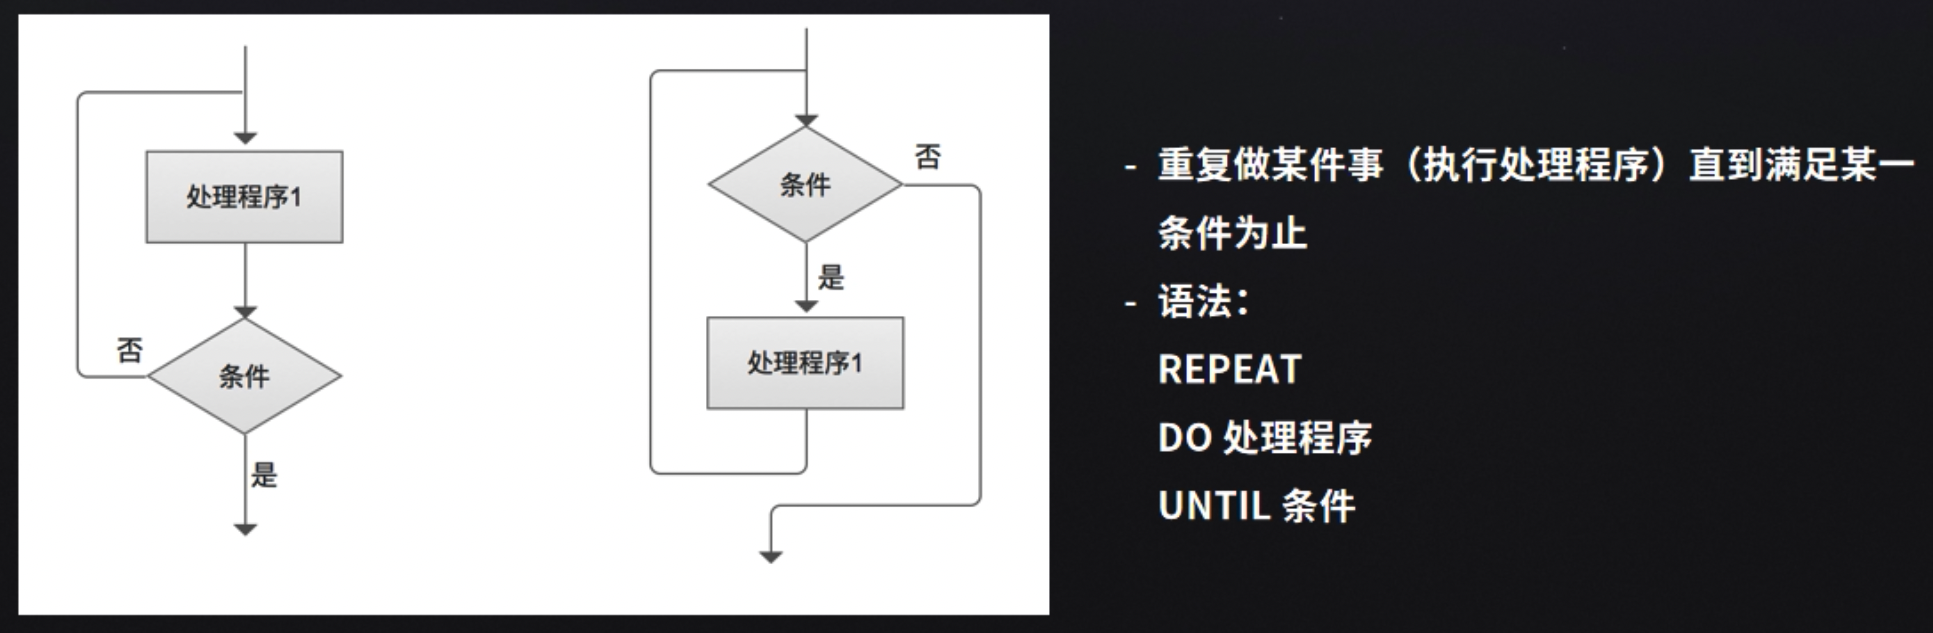 处理程序1
条件
否
是
条件
否
是
处理程序1
- 重复做某件事（执行处理程序）直到满足某一
条件为止
- 语法：
REPEAT
DO 处理程序
UNTIL 条件